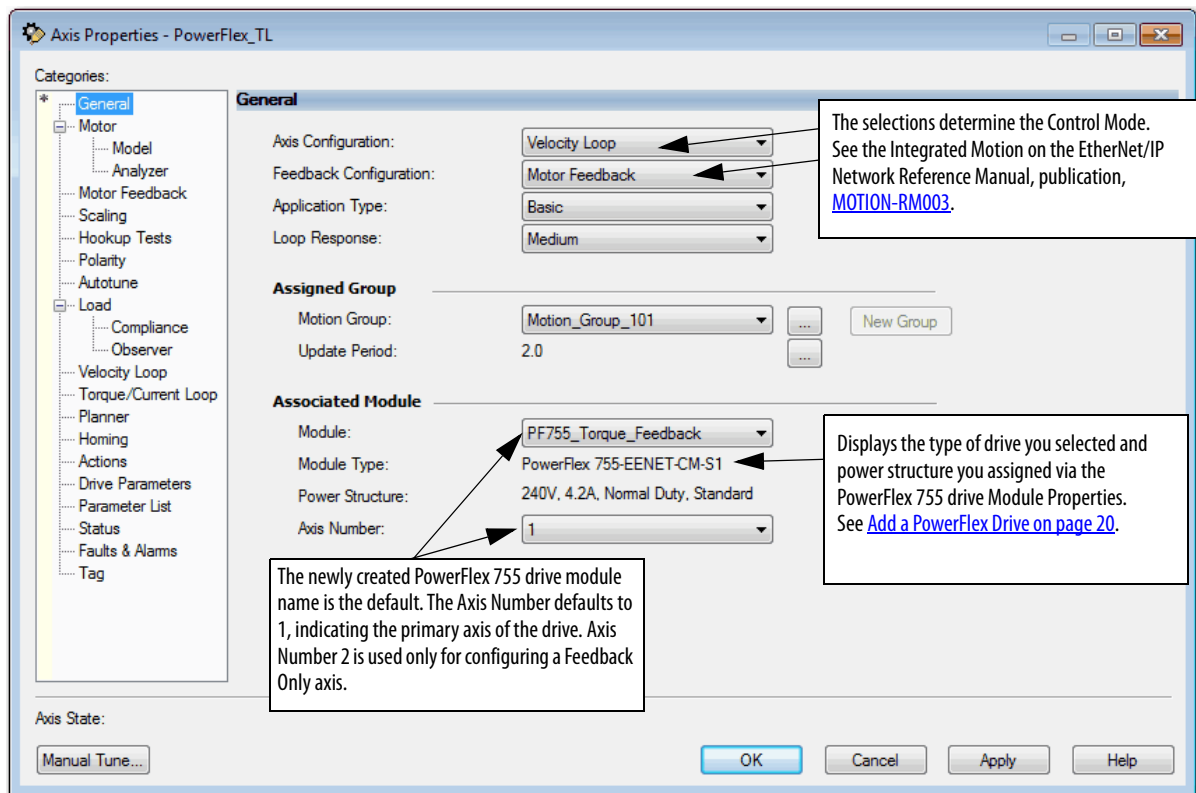 Axis Properties - PowerFlex_TL
Categories:
*
General
Motor
Model
Analyzer
Motor Feedback
Scaling
Hookup Tests
Polarity
Autotune
Load
Compliance
Observer
Velocity Loop
Torque/Current Loop
Planner
Homing
Actions
Drive Parameters
Parameter List
Status
Faults & Alarms
Tag
General
Axis Configuration: Velocity Loop
Feedback Configuration: Motor Feedback
Application Type: Basic
Loop Response: Medium
The selections determine the Control Mode.
See the Integrated Motion on the EtherNet/IP
Network Reference Manual, publication,
MOTION-RM003.
Assigned Group
Motion Group: Motion_Group_101 ... New Group
Update Period: 2.0 ...
Associated Module
Module: PF755_Torque_Feedback
Module Type: PowerFlex 755-EENET-CM-S1
Power Structure: 240V, 4.2A, Normal Duty, Standard
Axis Number: 1
Displays the type of drive you selected and
power structure you assigned via the
PowerFlex 755 drive Module Properties.
See Add a PowerFlex Drive on page 20.
The newly created PowerFlex 755 drive module
name is the default. The Axis Number defaults to
1, indicating the primary axis of the drive. Axis
Number 2 is used only for configuring a Feedback
Only axis.
Axis State:
Manual Tune... OK Cancel Apply Help